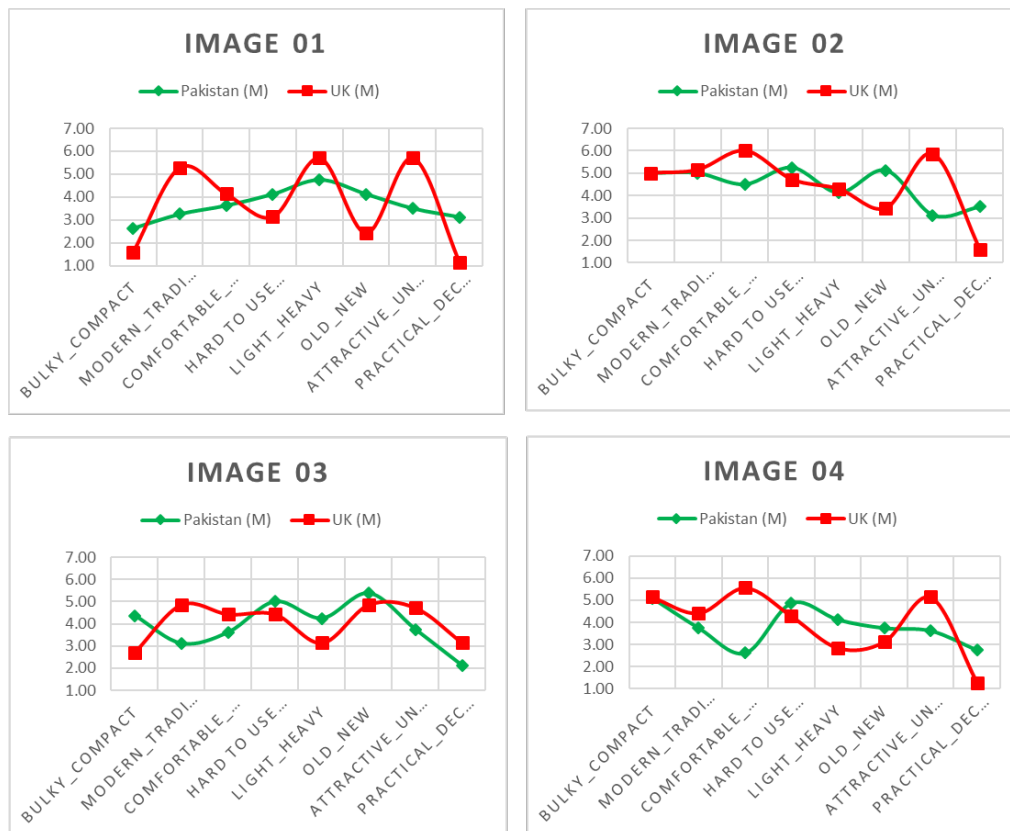 IMAGE 01
Pakistan (M) UK (M)
7.00
6.00
5.00
4.00
3.00
2.00
1.00
BULKY_COMPACT
MODERN_TRADI...
COMFORTABLE_...
HARD TO USE...
LIGHT_HEAVY
OLD_NEW
ATTRACTIVE_UN...
PRACTICAL_DEC...
IMAGE 02
Pakistan (M) UK (M)
7.00
6.00
5.00
4.00
3.00
2.00
1.00
BULKY_COMPACT
MODERN_TRADI...
COMFORTABLE_...
HARD TO USE...
LIGHT_HEAVY
OLD_NEW
ATTRACTIVE_UN...
PRACTICAL_DEC...
IMAGE 03
Pakistan (M) UK (M)
7.00
6.00
5.00
4.00
3.00
2.00
1.00
BULKY_COMPACT
MODERN_TRADI...
COMFORTABLE_...
HARD TO USE...
LIGHT_HEAVY
OLD_NEW
ATTRACTIVE_UN...
PRACTICAL_DEC...
IMAGE 04
Pakistan (M) UK (M)
7.00
6.00
5.00
4.00
3.00
2.00
1.00
BULKY_COMPACT
MODERN_TRADI...
COMFORTABLE_...
HARD TO USE...
LIGHT_HEAVY
OLD_NEW
ATTRACTIVE_UN...
PRACTICAL_DEC...